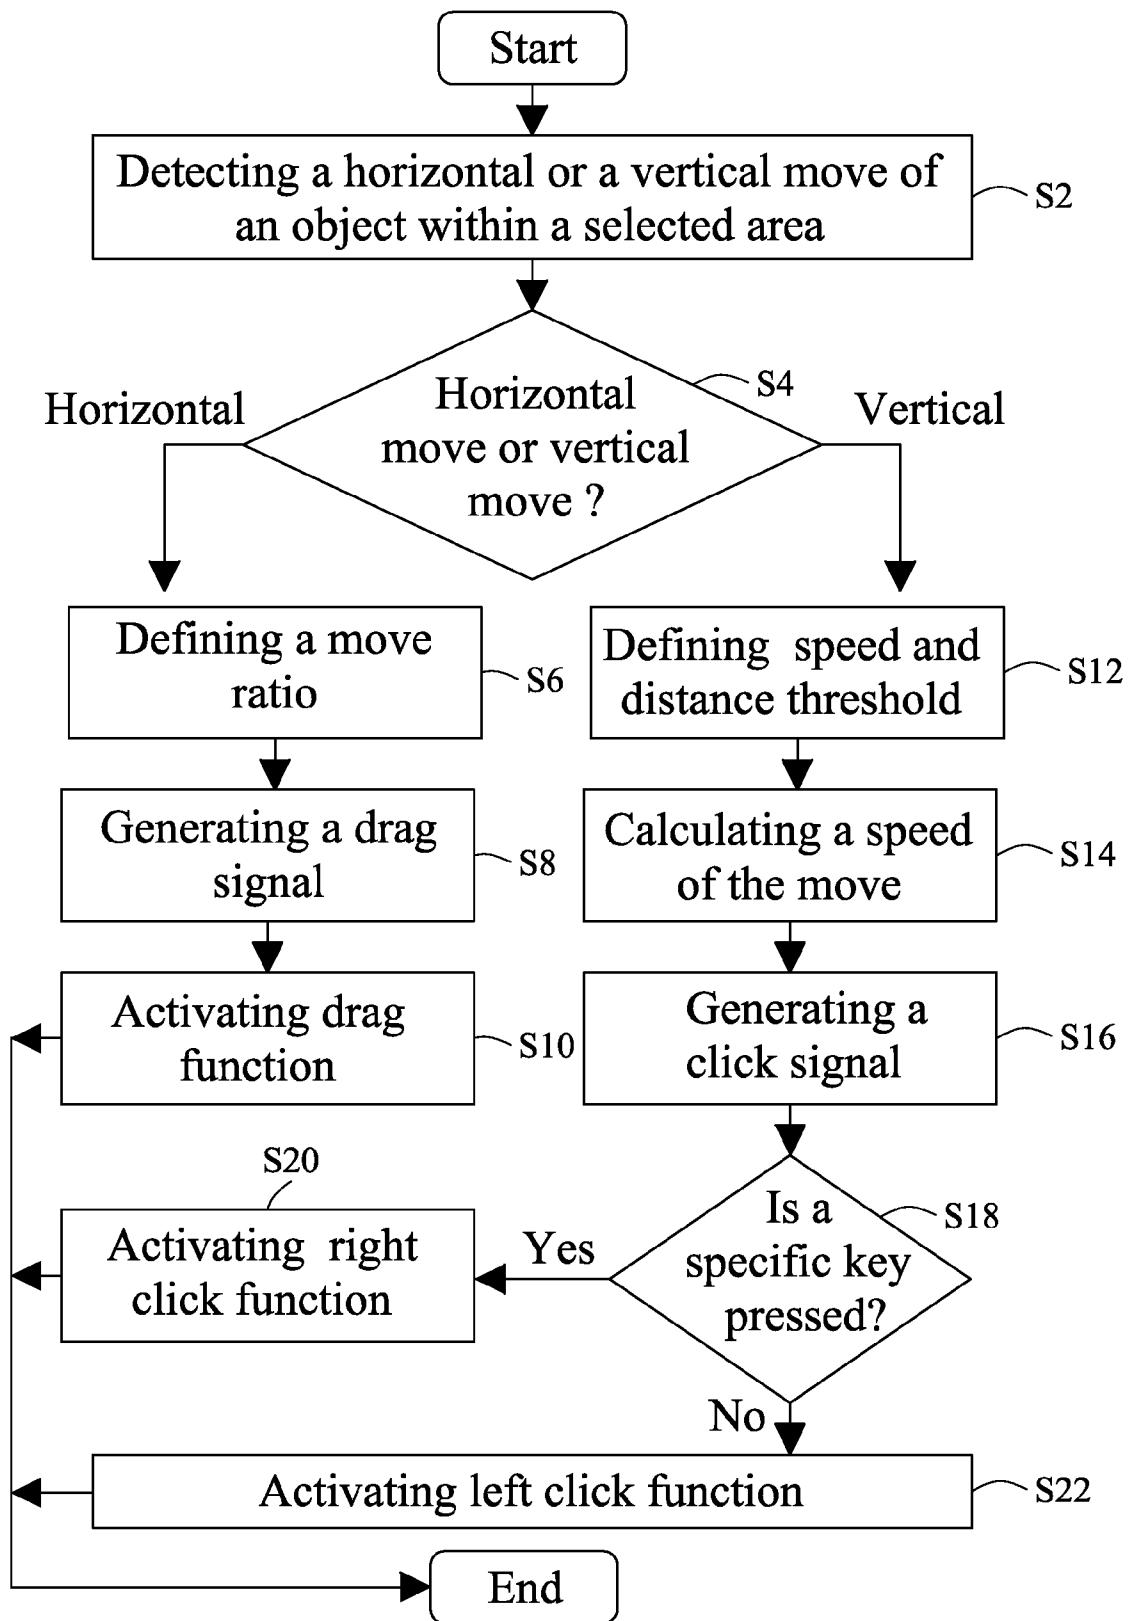 Start
Detecting a horizontal or a vertical move of
an object within a selected area
S2
Horizontal
move or vertical
move ?
S4
Horizontal
Vertical
Defining a move
ratio
S6
Defining speed and
distance threshold
S12
Generating a drag
signal
S8
Calculating a speed
of the move
S14
Activating drag
function
S10
Generating a
click signal
S16
S20
Activating right
click function
Yes
Is a
specific key
pressed?
S18
No
Activating left click function
S22
End